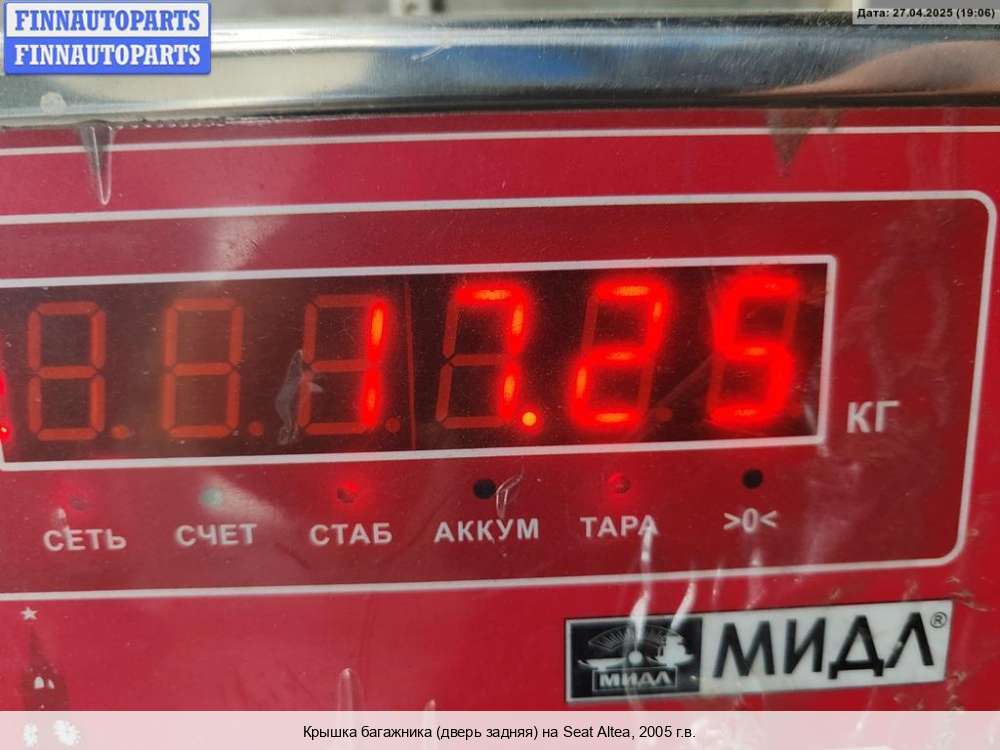 FINNAUTOPARTS
FINNAUTOPARTS
Дата: 27.04.2025 (19:06)
17.25
КГ
СЕТЬ СЧЕТ СТАБ АККУМ ТАРА >0<
МИДЛ
МИДЛ®
Крышка багажника (дверь задняя) на Seat Altea, 2005 г.в.